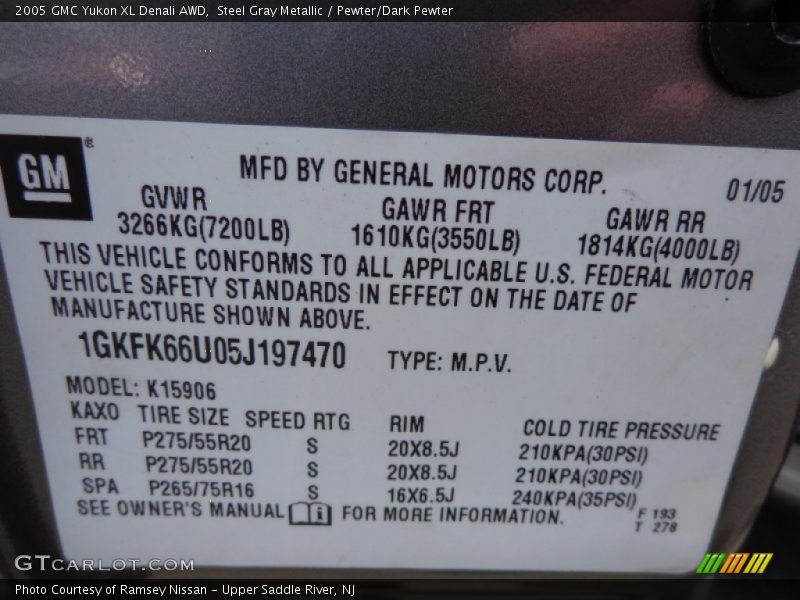 2005 GMC Yukon XL Denali AWD,  Steel Gray Metallic / Pewter/Dark Pewter
GM®
MFD BY GENERAL MOTORS CORP. 01/05
GVWR GAWR FRT GAWR RR
3266KG(7200LB) 1610KG(3550LB) 1814KG(4000LB)
THIS VEHICLE CONFORMS TO ALL APPLICABLE U.S. FEDERAL MOTOR
VEHICLE SAFETY STANDARDS IN EFFECT ON THE DATE OF
MANUFACTURE SHOWN ABOVE.
1GKFK66U05J197470 TYPE: M.P.V.
MODEL: K15906
KAXO TIRE SIZE SPEED RTG RIM COLD TIRE PRESSURE
FRT P275/55R20 S 20X8.5J 210KPA(30PSI)
RR P275/55R20 S 20X8.5J 210KPA(30PSI)
SPA P265/75R16 S 16X6.5J 240KPA(35PSI)
SEE OWNER'S MANUAL i FOR MORE INFORMATION. F 193
T 278
GTCARLOT.COM
Photo Courtesy of Ramsey Nissan - Upper Saddle River, NJ